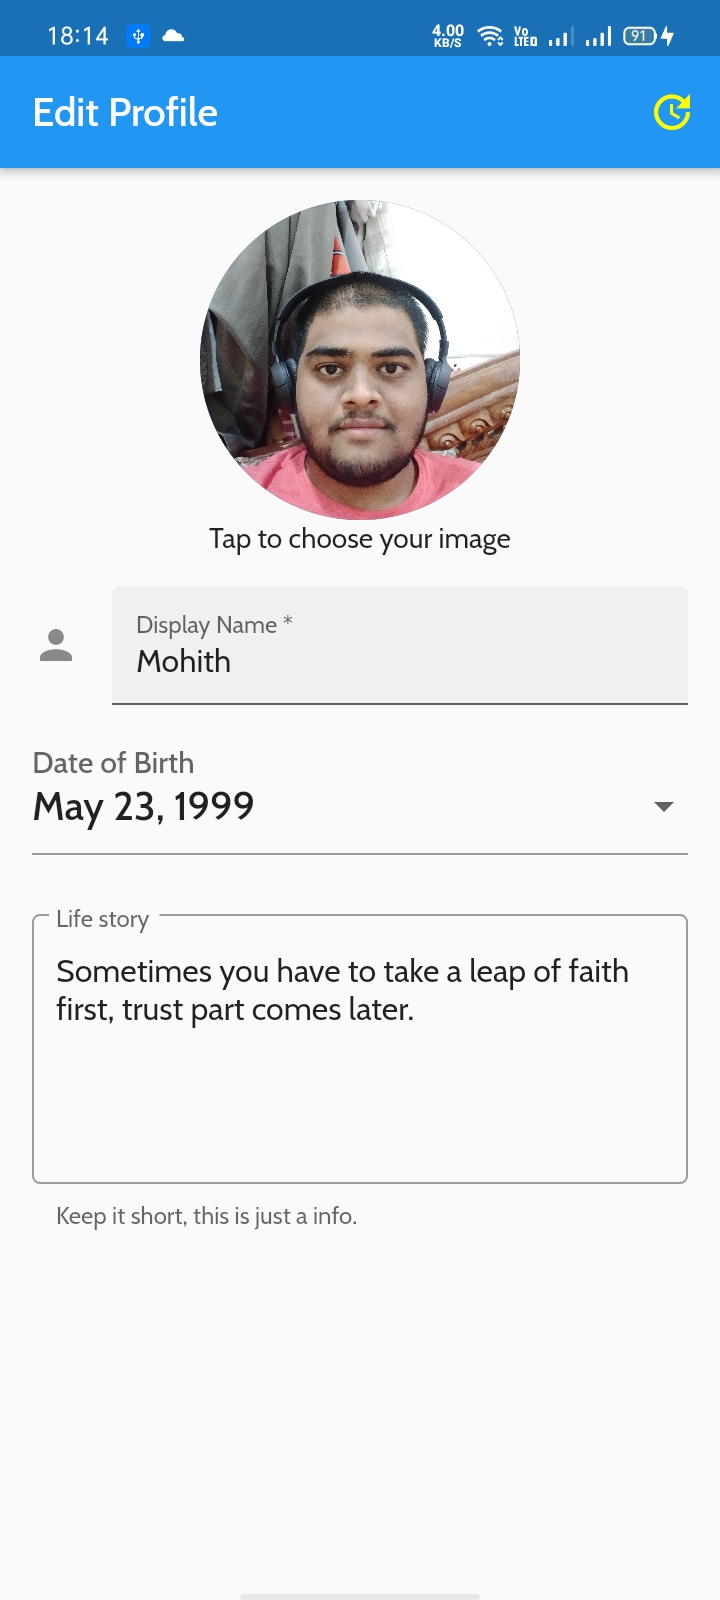 18:14
4.00
KB/S
Vo
LTED
91
Edit Profile
Tap to choose your image
Display Name *
Mohith
Date of Birth
May 23, 1999
Life story
Sometimes you have to take a leap of faith
first, trust part comes later.
Keep it short, this is just a info.